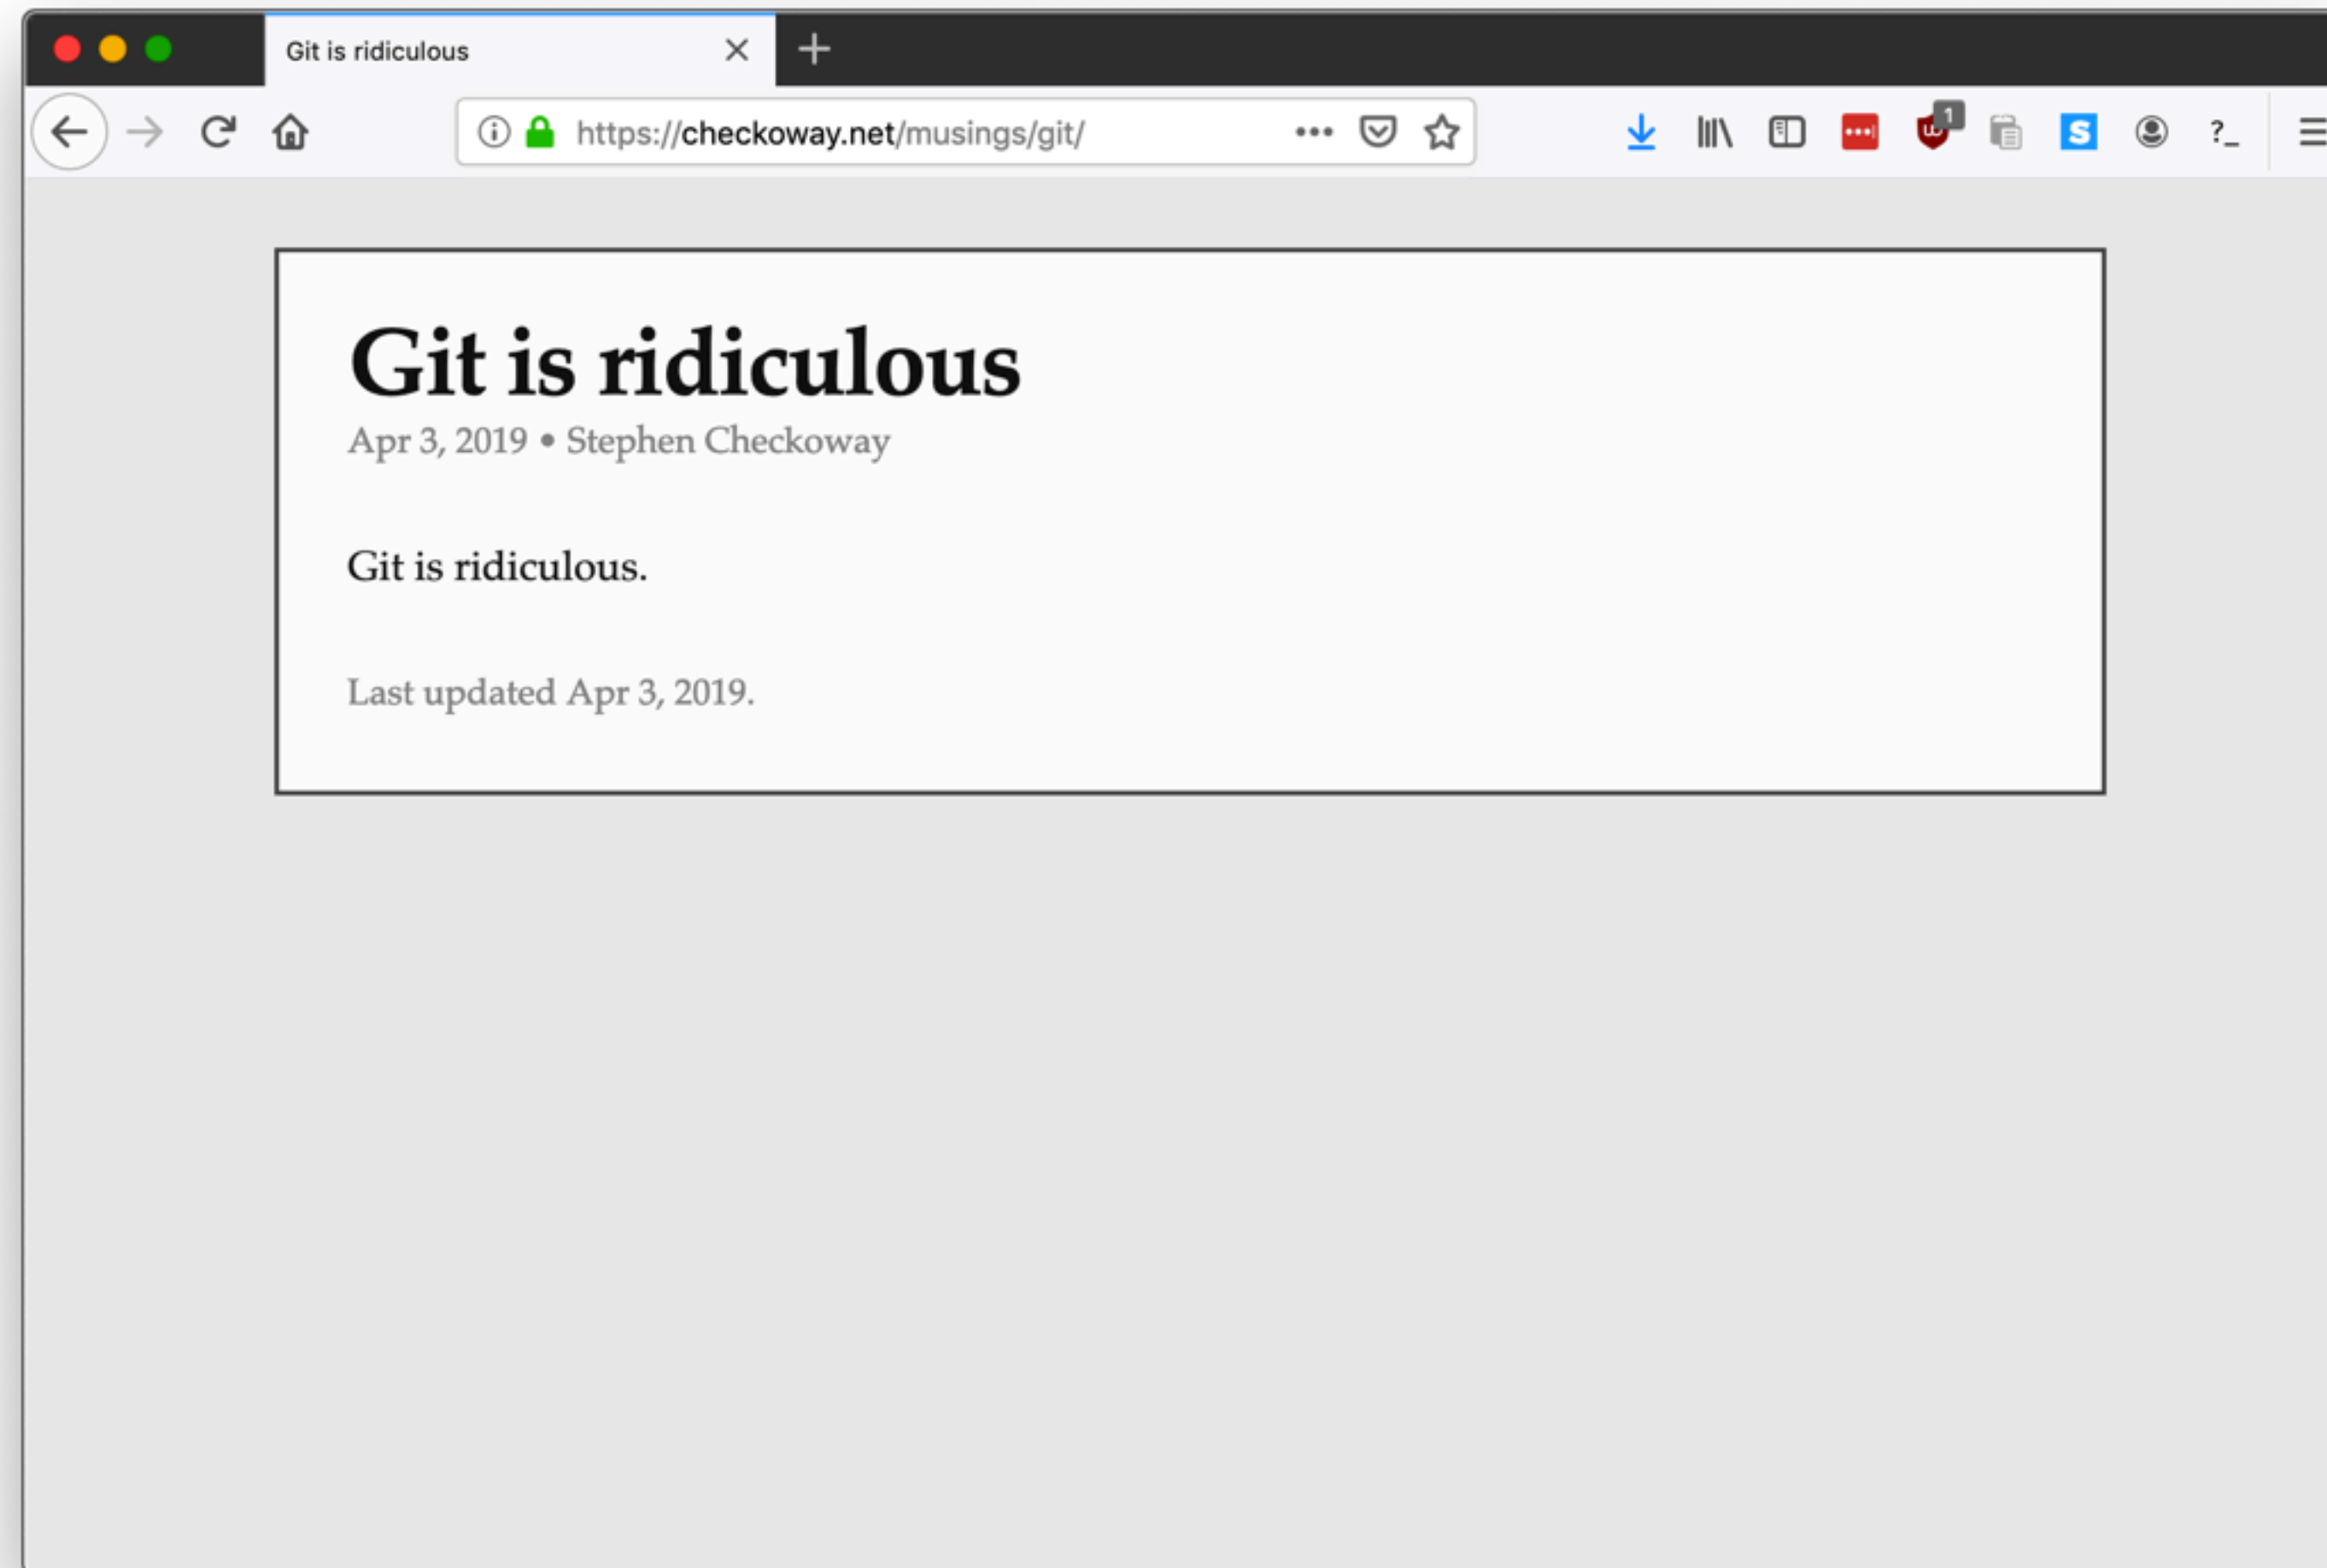 Git is ridiculous
https://checkoway.net/musings/git/
1
S
?_
Git is ridiculous
Apr 3, 2019 • Stephen Checkoway
Git is ridiculous.
Last updated Apr 3, 2019.